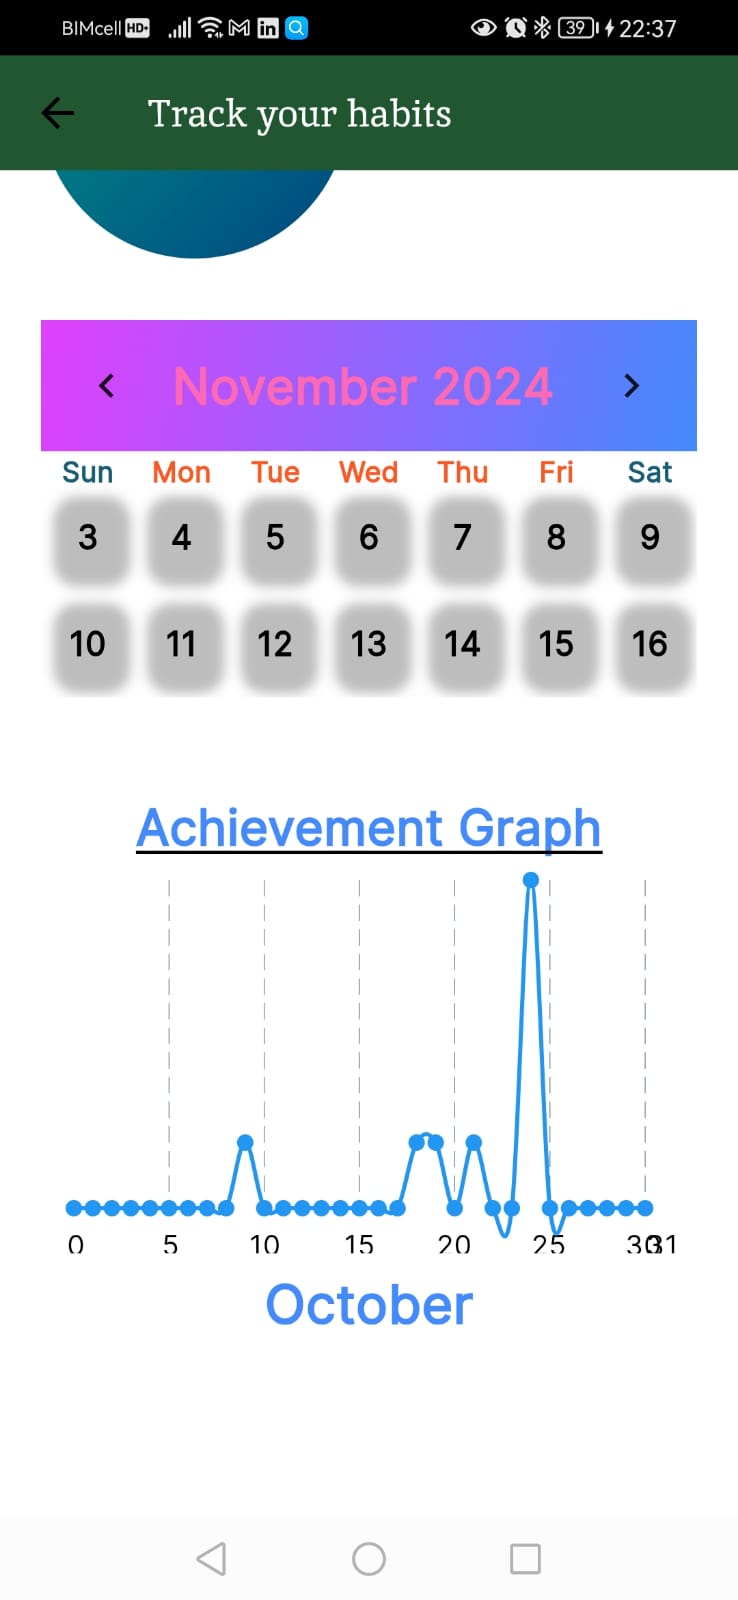 BIMcell HD+ 39 22:37
Track your habits
November 2024
Sun Mon Tue Wed Thu Fri Sat
3 4 5 6 7 8 9
10 11 12 13 14 15 16
Achievement Graph
0 5 10 15 20 25 30 31
October